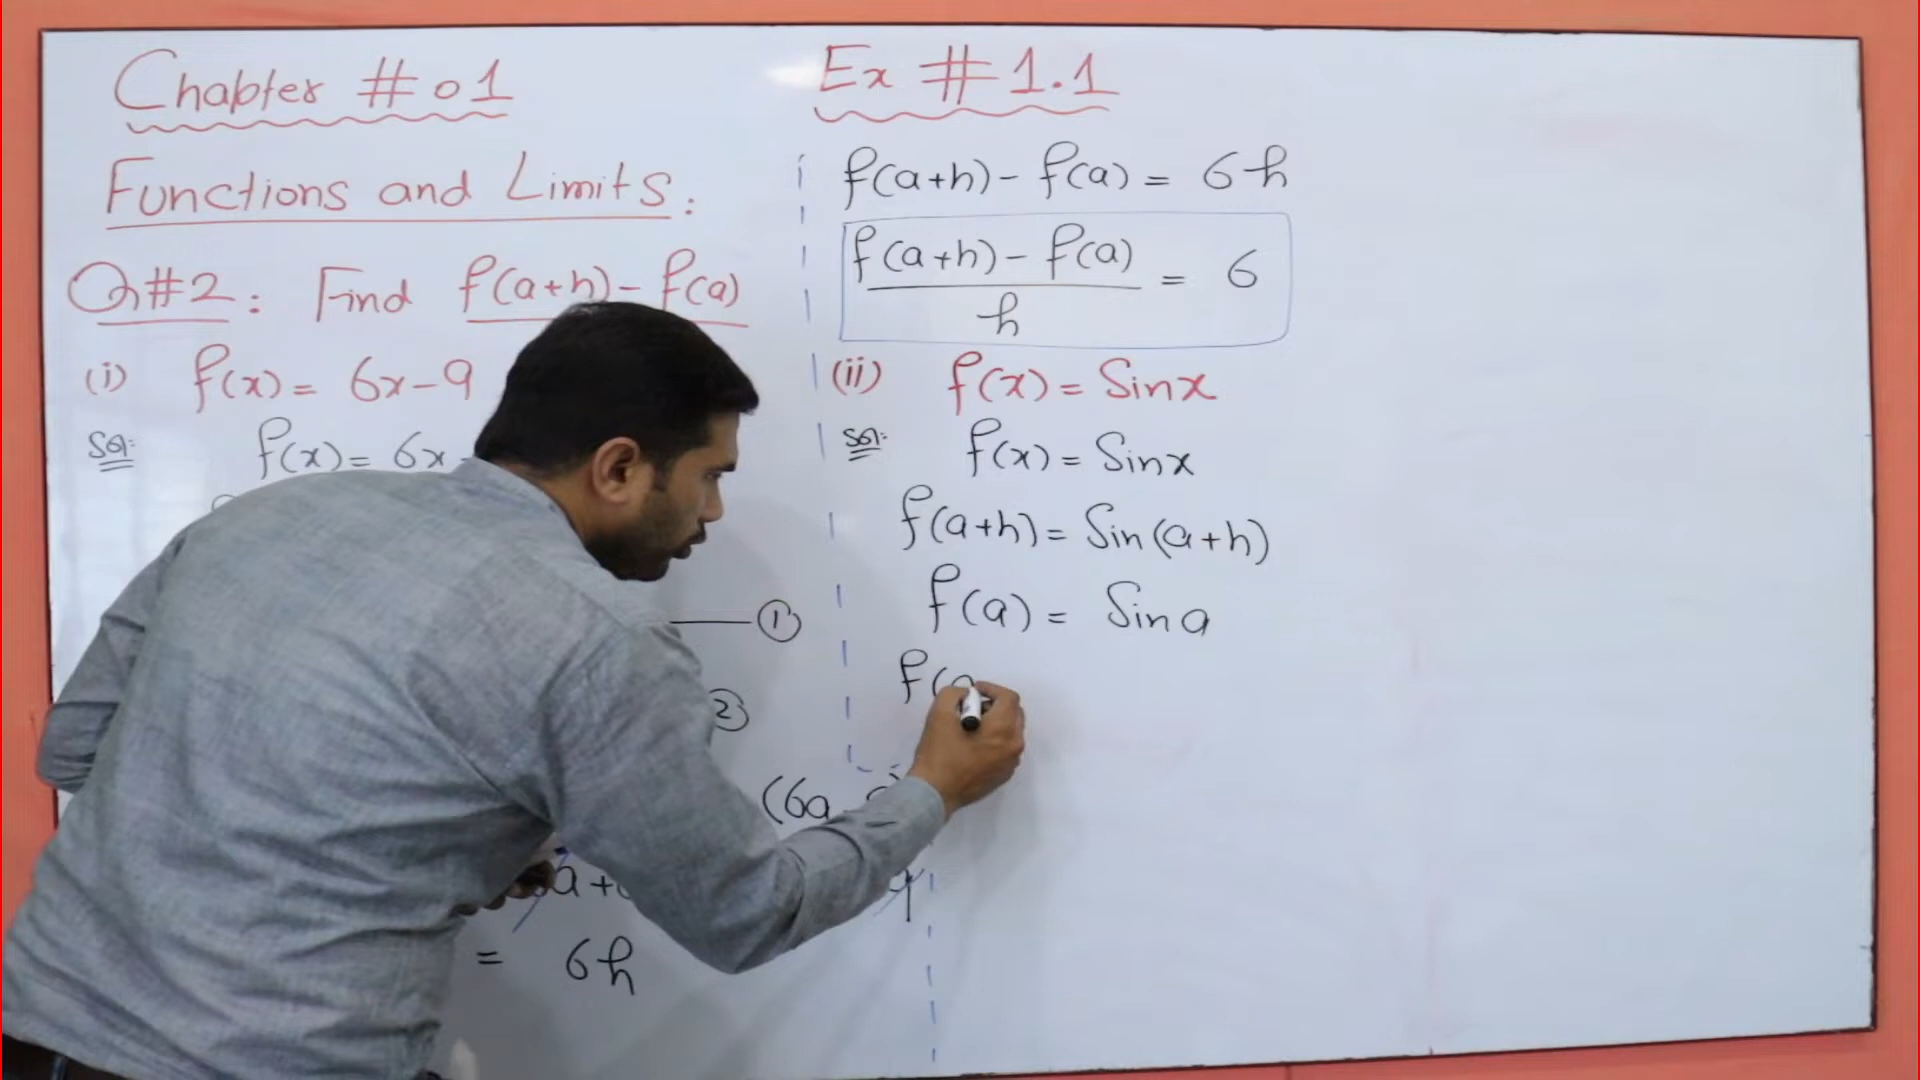 Chapter # 01
Functions and Limits:
Q#2: Find f(a+h)-f(a)
(i) f(x) = 6x-9
Sol: f(x) = 6x
①
②
(6a
a +
= 6h
Ex # 1.1
f(a+h) - f(a) = 6h
f(a+h) - f(a)
h
= 6
(ii) f(x) = Sinx
Sol: f(x) = Sinx
f(a+h) = Sin(a+h)
f(a) = Sin a
f(a